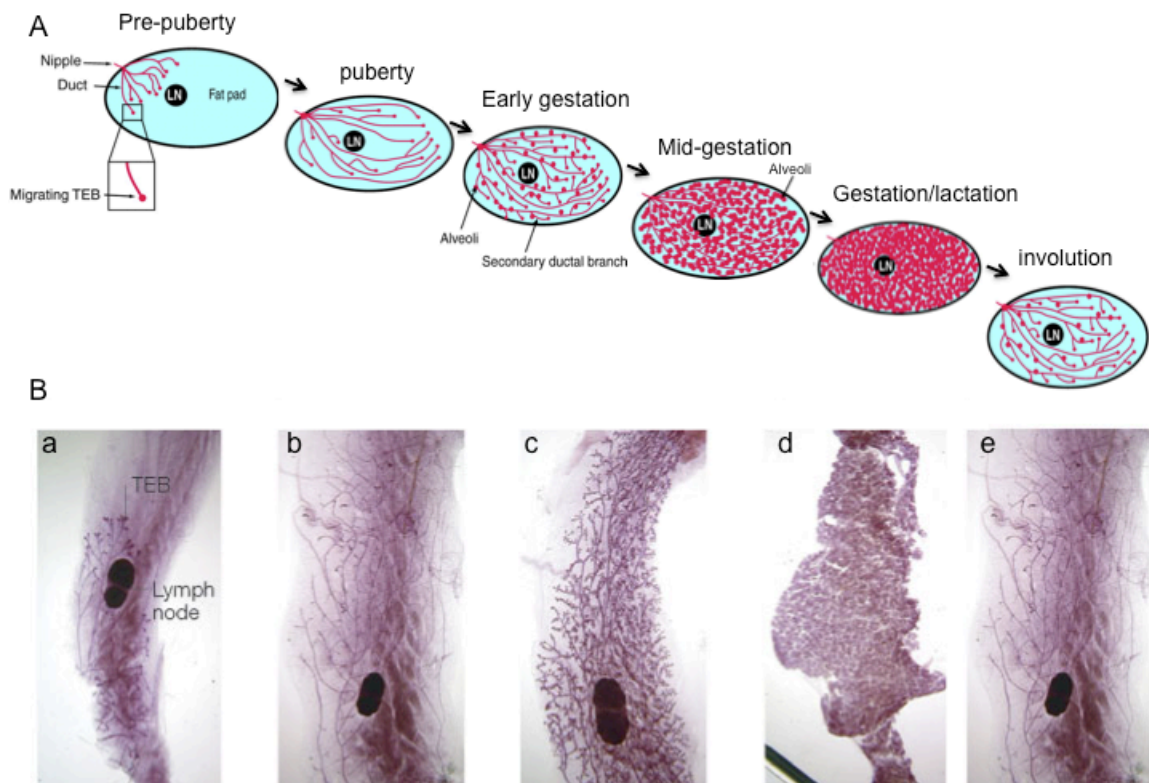 A
Pre-puberty
Nipple
Duct
LN
Fat pad
Migrating TEB
puberty
LN
Early gestation
LN
Alveoli
Secondary ductal branch
Mid-gestation
Alveoli
LN
Gestation/lactation
LN
involution
LN
B
a
TEB
Lymph
node
b
c
d
e